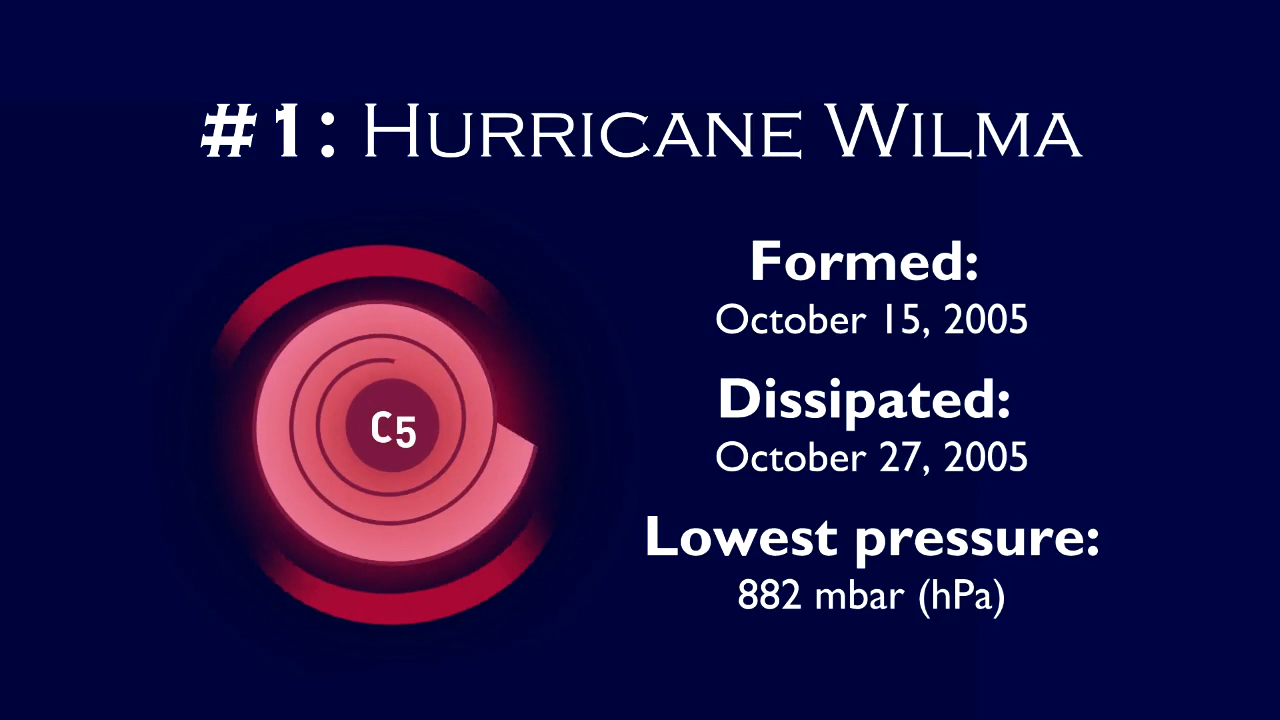 #1: HURRICANE WILMA
C5
Formed:
October 15, 2005
Dissipated:
October 27, 2005
Lowest pressure:
882 mbar (hPa)